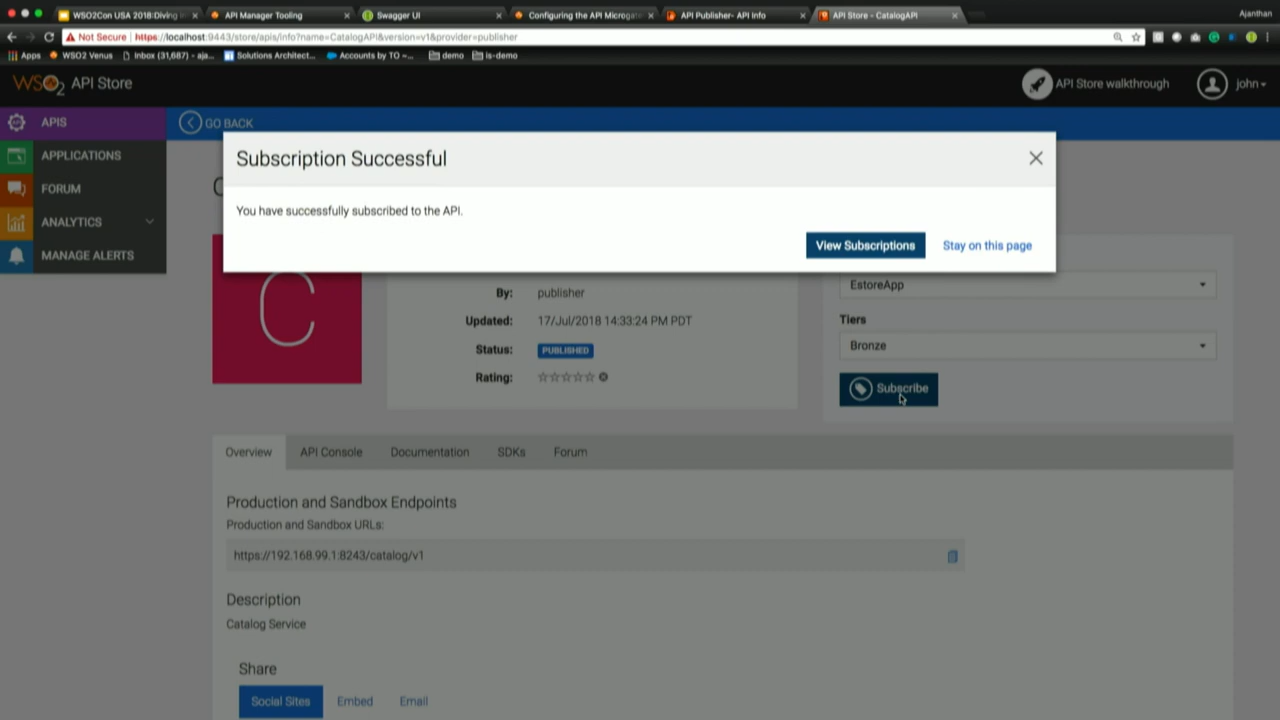 WSO2Con USA 2018:Diving
API Manager Tooling
Swagger UI
Configuring the API Microgate
API Publisher- API Info
API Store - CatalogAPI
Ajanthan
Not Secure | https://localhost:9443/store/apis/info?name=CatalogAPI&version=v1&provider=publisher
Apps
WSO2 Venus
Inbox (31,687) - aja...
Solutions Architect...
Accounts by TO ~...
demo
is-demo
WSO2 API Store
API Store walkthrough
john
APIS
GO BACK
APPLICATIONS
FORUM
ANALYTICS
MANAGE ALERTS
Subscription Successful
You have successfully subscribed to the API.
View Subscriptions
Stay on this page
C
C
By: publisher
Updated: 17/Jul/2018 14:33:24 PM PDT
Status: PUBLISHED
Rating:
EstoreApp
Tiers
Bronze
Subscribe
Overview
API Console
Documentation
SDKs
Forum
Production and Sandbox Endpoints
Production and Sandbox URLs:
https://192.168.99.1:8243/catalog/v1
Description
Catalog Service
Share
Social Sites
Embed
Email